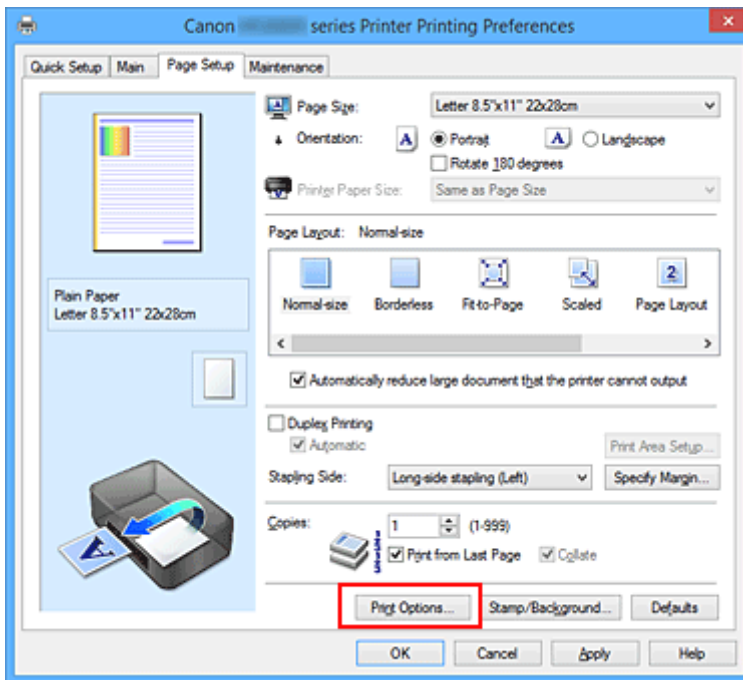 Canon series Printer Printing Preferences
Quick Setup Main Page Setup Maintenance
Page Size: Letter 8.5"x11" 22x28cm
Orientation: A Portrait A Landscape
Rotate 180 degrees
Printer Paper Size: Same as Page Size
Page Layout: Normal-size
2
Normal-size Borderless Fit-to-Page Scaled Page Layout
Plain Paper
Letter 8.5"x11" 22x28cm
Automatically reduce large document that the printer cannot output
Duplex Printing
Automatic
Print Area Setup...
Stapling Side: Long-side stapling (Left) Specify Margin...
A
Copies: 1 (1-999)
Print from Last Page Collate
Print Options... Stamp/Background... Defaults
OK Cancel Apply Help